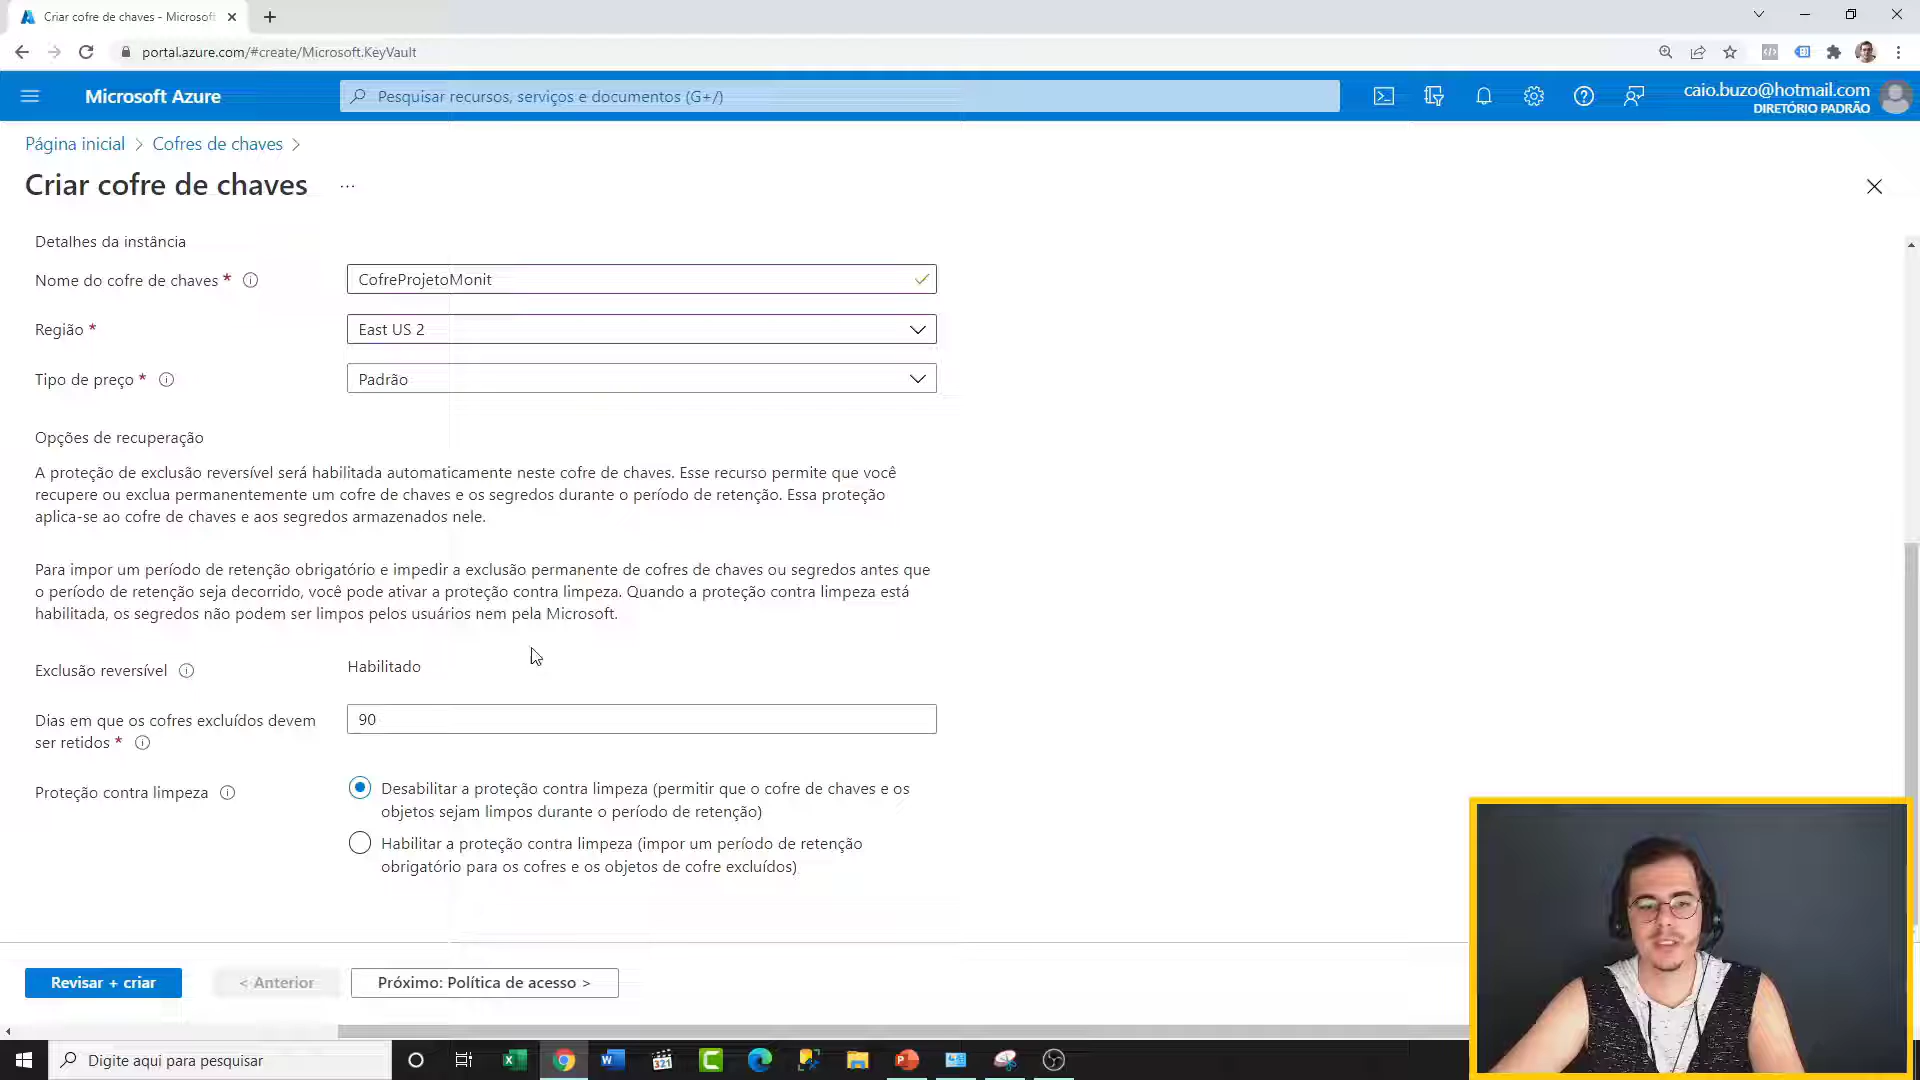 Criar cofre de chaves - Microsoft
portal.azure.com/#create/Microsoft.KeyVault
Microsoft Azure
Pesquisar recursos, serviços e documentos (G+/)
caio.buzo@hotmail.com
DIRETÓRIO PADRÃO
Página inicial > Cofres de chaves >
Criar cofre de chaves ...
Detalhes da instância
Nome do cofre de chaves *
CofreProjetoMonit
Região *
East US 2
Tipo de preço *
Padrão
Opções de recuperação
A proteção de exclusão reversível será habilitada automaticamente neste cofre de chaves. Esse recurso permite que você
recupere ou exclua permanentemente um cofre de chaves e os segredos durante o período de retenção. Essa proteção
aplica-se ao cofre de chaves e aos segredos armazenados nele.
Para impor um período de retenção obrigatório e impedir a exclusão permanente de cofres de chaves ou segredos antes que
o período de retenção seja decorrido, você pode ativar a proteção contra limpeza. Quando a proteção contra limpeza está
habilitada, os segredos não podem ser limpos pelos usuários nem pela Microsoft.
Exclusão reversível
Habilitado
Dias em que os cofres excluídos devem
ser retidos *
90
Proteção contra limpeza
Desabilitar a proteção contra limpeza (permitir que o cofre de chaves e os
objetos sejam limpos durante o período de retenção)
Habilitar a proteção contra limpeza (impor um período de retenção
obrigatório para os cofres e os objetos de cofre excluídos)
Revisar + criar
< Anterior
Próximo: Política de acesso >
Digite aqui para pesquisar